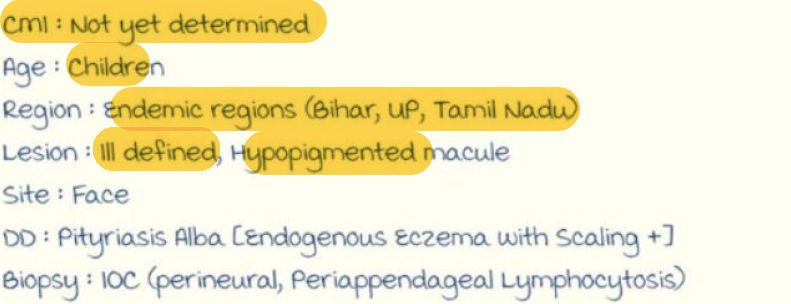 CMI : Not yet determined
Age : Children
Region : Endemic regions (Bihar, UP, Tamil Nadu)
Lesion : Ill defined, Hypopigmented macule
Site : Face
DD : Pityriasis Alba [Endogenous Eczema with Scaling +]
Biopsy : IOC (perineural, Periappendageal Lymphocytosis)